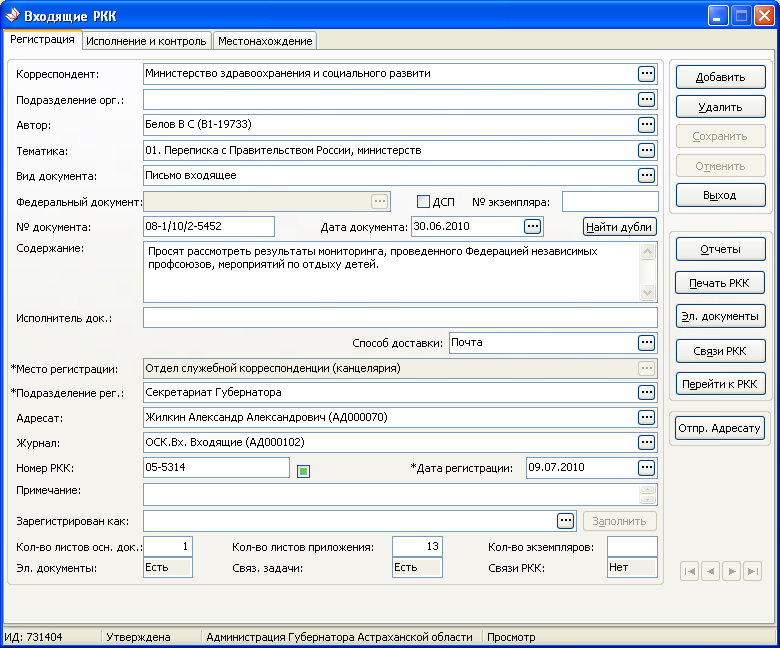 Входящие РКК
Регистрация Исполнение и контроль Местонахождение
Корреспондент: Министерство здравоохранения и социального развити ... Добавить
Подразделение орг.: ... Удалить
Автор: Белов В С (В1-19733) ... Сохранить
Тематика: 01. Переписка с Правительством России, министерств ... Отменить
Вид документа: Письмо входящее ... Выход
Федеральный документ: ... ДСП № экземпляра:
№ документа: 08-1/10/2-5452 Дата документа: 30.06.2010 ... Найти дубли
Содержание: Просят рассмотреть результаты мониторинга, проведенного Федерацией независимых
профсоюзов, мероприятий по отдыху детей.
Отчеты
Печать РКК
Исполнитель док.: Эл. документы
Способ доставки: Почта ... Связи РКК
*Место регистрации: Отдел служебной корреспонденции (канцелярия) ...
*Подразделение рег.: Секретариат Губернатора ... Перейти к РКК
Адресат: Жилкин Александр Александрович (АД000070) ... Отпр. Адресату
Журнал: ОСК.Вх. Входящие (АД000102) ...
Номер РКК: 05-5314 *Дата регистрации: 09.07.2010 ...
Примечание:
Зарегистрирован как: ... Заполнить
Кол-во листов осн. док.: 1 Кол-во листов приложения: 13 Кол-во экземпляров:
Эл. документы: Есть Связ. задачи: Есть Связи РКК: Нет
ИД: 731404 Утверждена Администрация Губернатора Астраханской области Просмотр